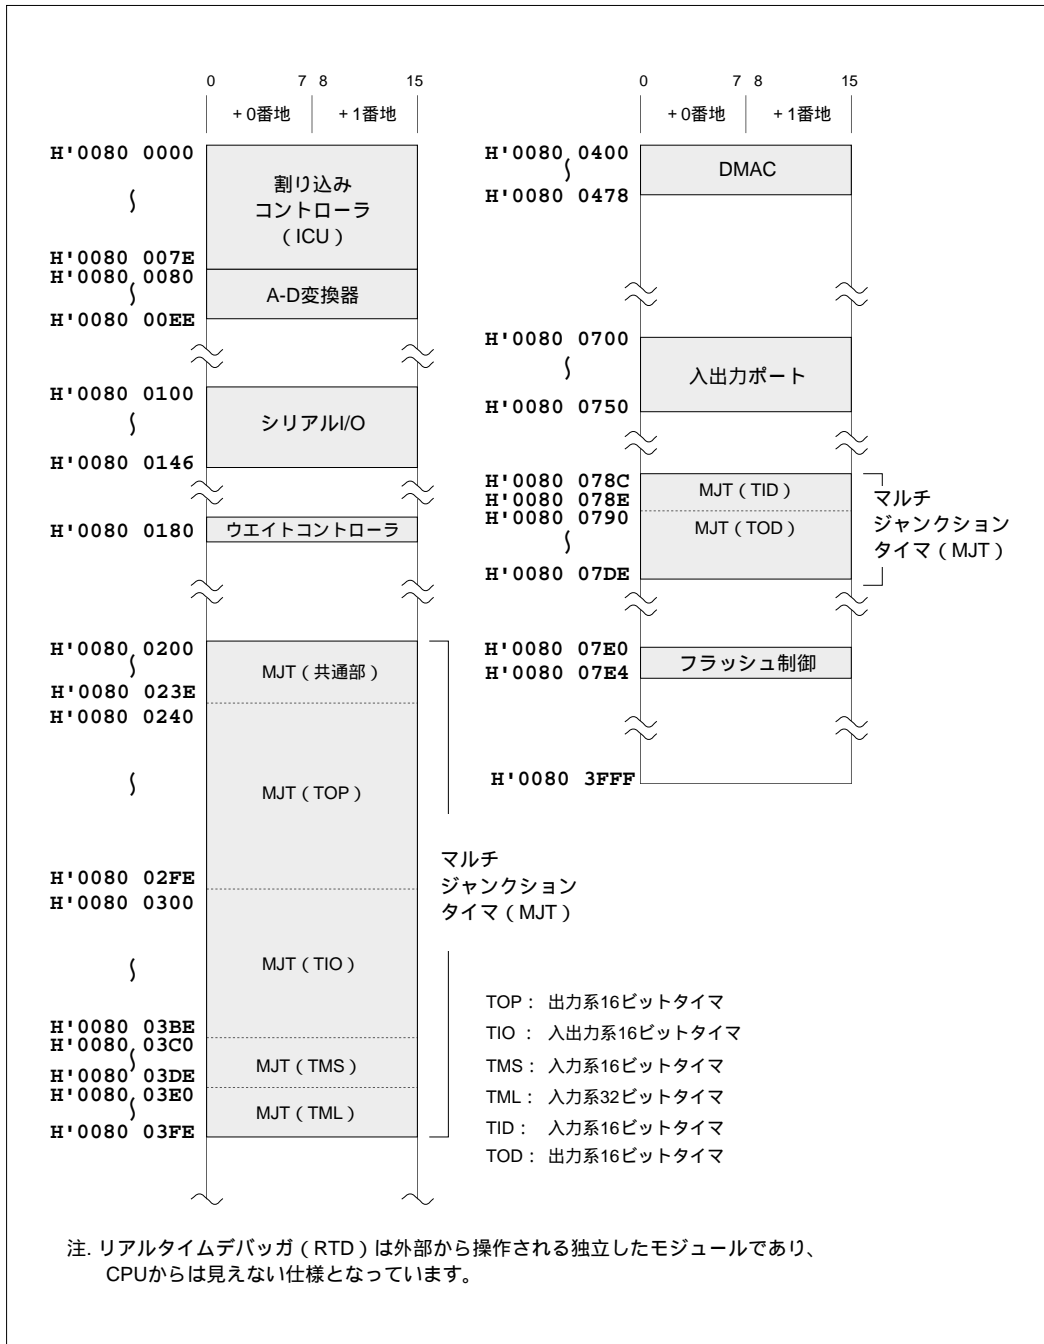 0 7 8 15
+0番地 +1番地
H'0080 0000
割り込み
コントローラ
(ICU)
H'0080 007E
H'0080 0080
A-D変換器
H'0080 00EE
H'0080 0100
シリアルI/O
H'0080 0146
H'0080 0180 ウエイトコントローラ
H'0080 0200
MJT(共通部)
H'0080 023E
H'0080 0240
MJT(TOP)
H'0080 02FE
H'0080 0300
MJT(TIO)
H'0080 03BE
H'0080 03C0
MJT(TMS)
H'0080 03DE
H'0080 03E0
MJT(TML)
H'0080 03FE
マルチ
ジャンクション
タイマ(MJT)
0 7 8 15
+0番地 +1番地
H'0080 0400
DMAC
H'0080 0478
H'0080 0700
入出力ポート
H'0080 0750
H'0080 078C
MJT(TID)
H'0080 078E
H'0080 0790
MJT(TOD)
H'0080 07DE
マルチ
ジャンクション
タイマ(MJT)
H'0080 07E0
フラッシュ制御
H'0080 07E4
H'0080 3FFF
TOP: 出力系16ビットタイマ
TIO: 入出力系16ビットタイマ
TMS: 入力系16ビットタイマ
TML: 入力系32ビットタイマ
TID: 入力系16ビットタイマ
TOD: 出力系16ビットタイマ
注. リアルタイムデバッガ(RTD)は外部から操作される独立したモジュールであり、
CPUからは見えない仕様となっています。